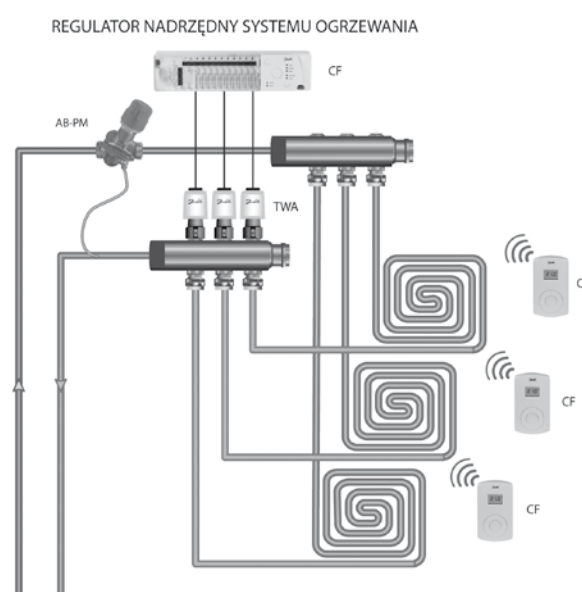 REGULATOR NADRZĘDNY SYSTEMU OGRZEWANIA
CF
AB-PM
TWA
CF
CF